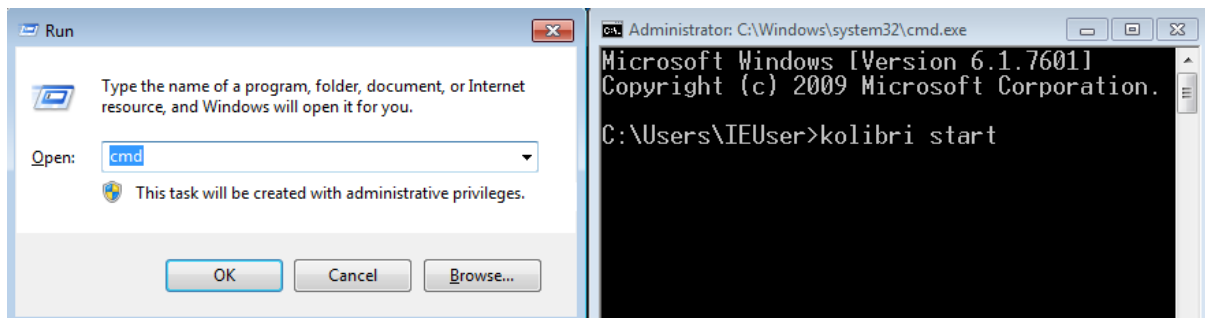 Run
Type the name of a program, folder, document, or Internet
resource, and Windows will open it for you.
Open:
cmd
This task will be created with administrative privileges.
OK
Cancel
Browse...
Administrator: C:\Windows\system32\cmd.exe
Microsoft Windows [Version 6.1.7601]
Copyright (c) 2009 Microsoft Corporation.
C:\Users\IEUser>kolibri start